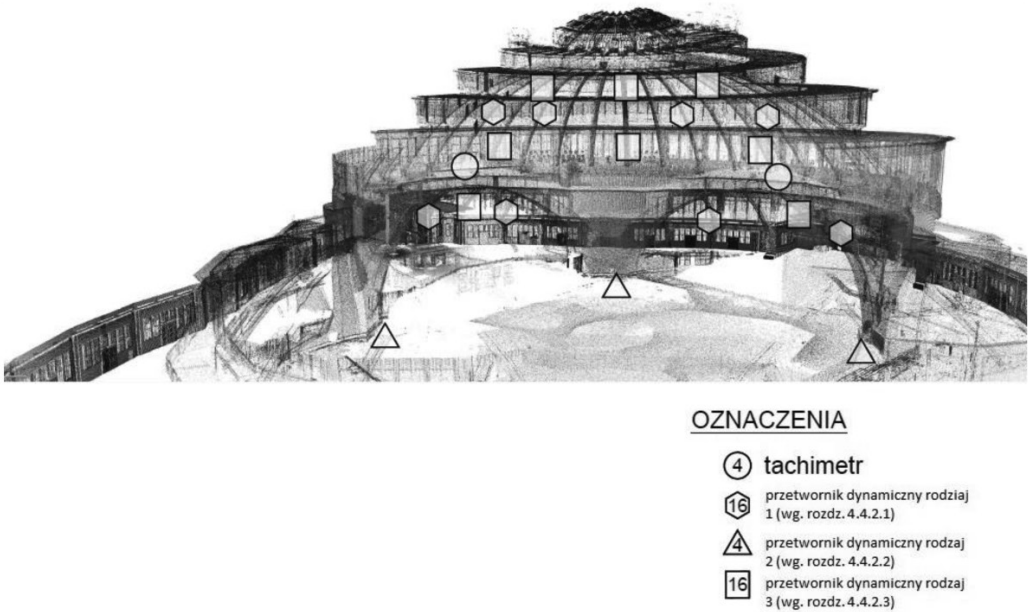 OZNACZENIA
4 tachimetr
16 przetwornik dynamiczny rodziaj
1 (wg. rozdz. 4.4.2.1)
4 przetwornik dynamiczny rodzaj
2 (wg. rozdz. 4.4.2.2)
16 przetwornik dynamiczny rodzaj
3 (wg. rozdz. 4.4.2.3)